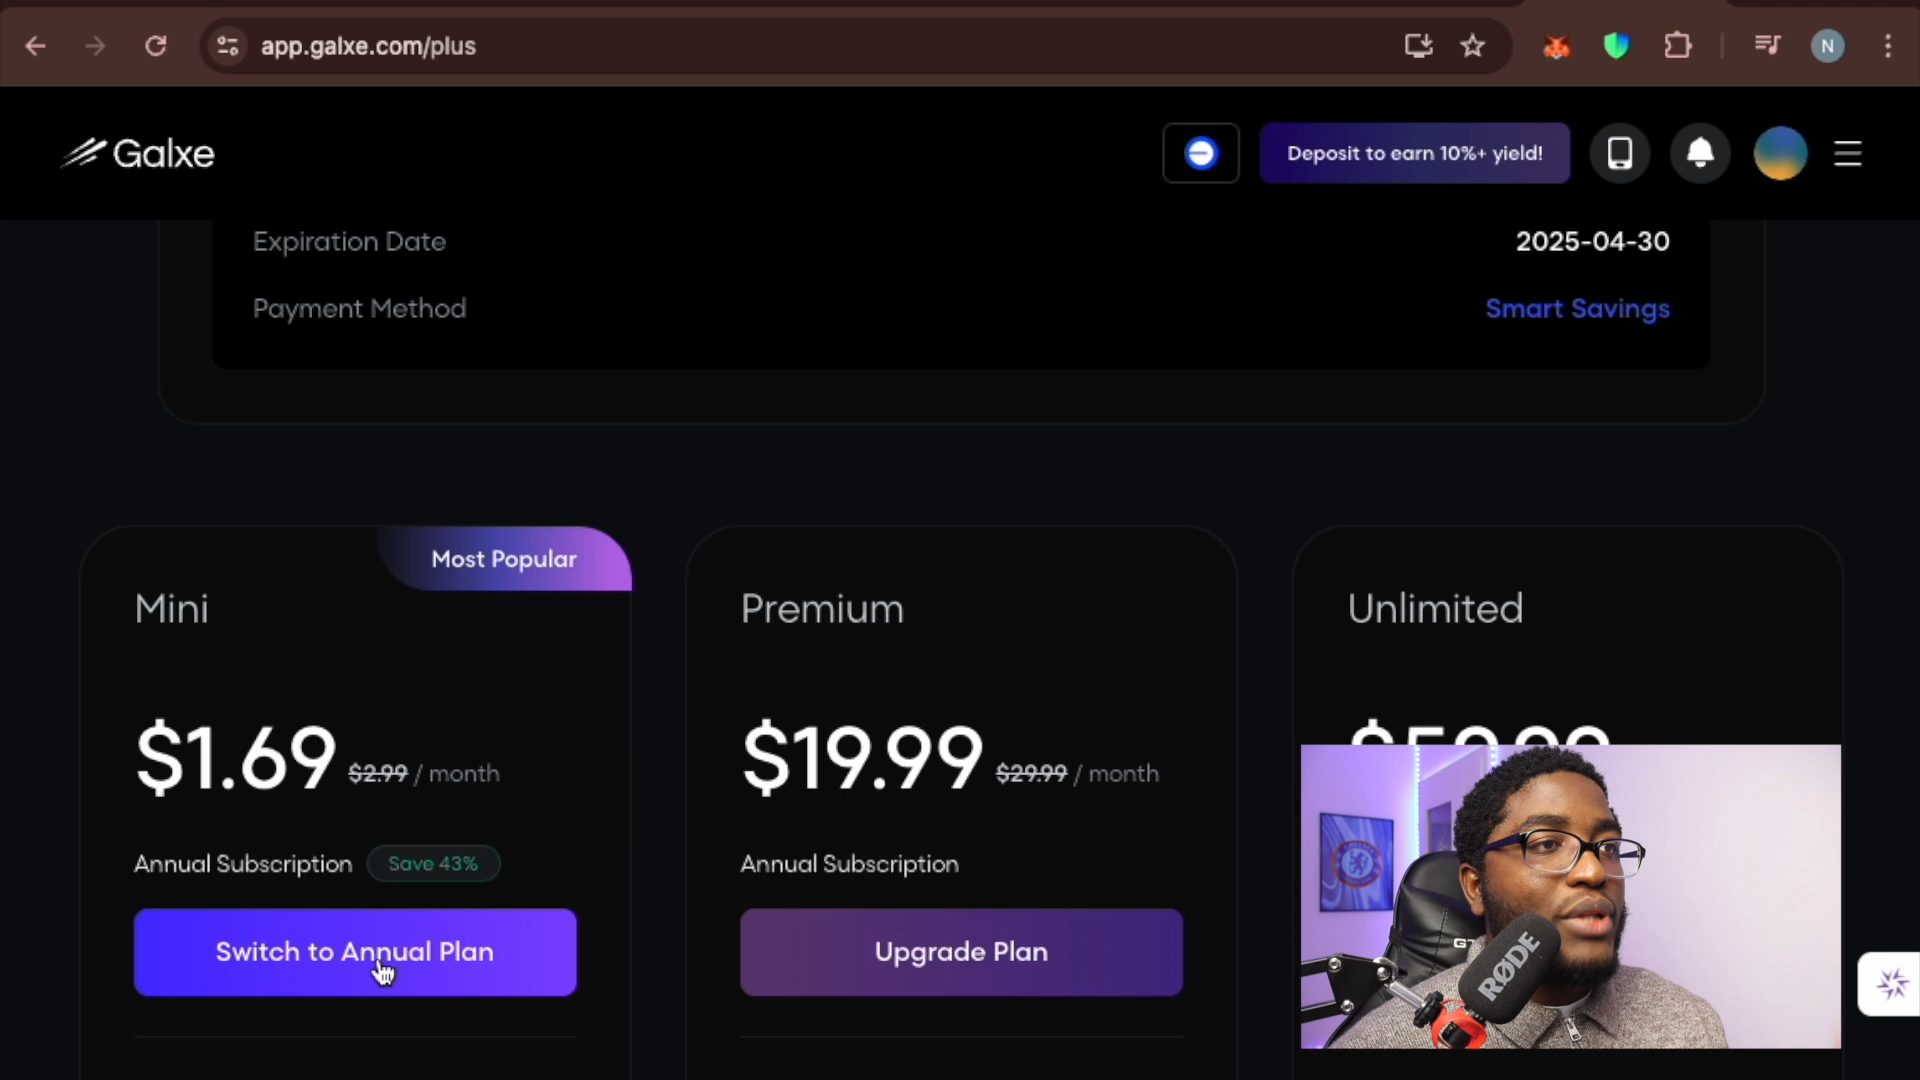 app.galxe.com/plus
N
Galxe
Deposit to earn 10%+ yield!
Expiration Date
2025-04-30
Payment Method
Smart Savings
Most Popular
Mini
Premium
Unlimited
$1.69 $2.99 / month
$19.99 $29.99 / month
Annual Subscription
Save 43%
Annual Subscription
Switch to Annual Plan
Upgrade Plan
GT
RØDE